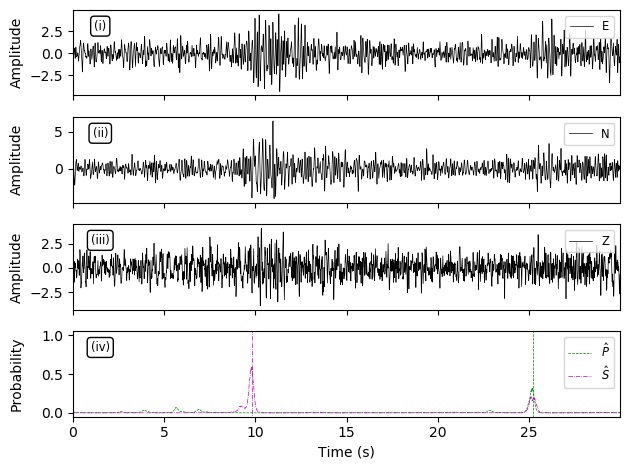 (i)
E
Amplitude
2.5
0.0
−2.5
(ii)
N
Amplitude
5
0
(iii)
Z
Amplitude
2.5
0.0
−2.5
(iv)
P̂
Ŝ
Probability
1.0
0.5
0.0
0 5 10 15 20 25
Time (s)